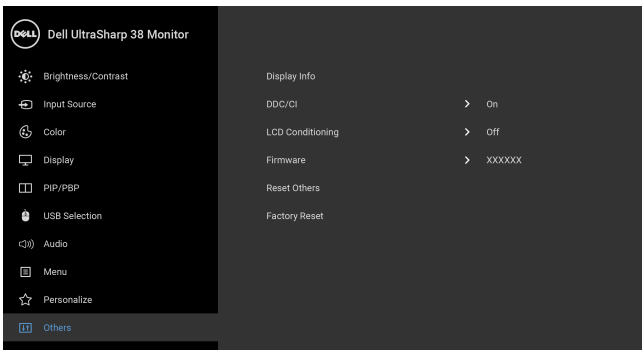 DELL Dell UltraSharp 38 Monitor
Brightness/Contrast
Input Source
Color
Display
PIP/PBP
USB Selection
Audio
Menu
Personalize
Others
Display Info
DDC/CI > On
LCD Conditioning > Off
Firmware > XXXXXX
Reset Others
Factory Reset